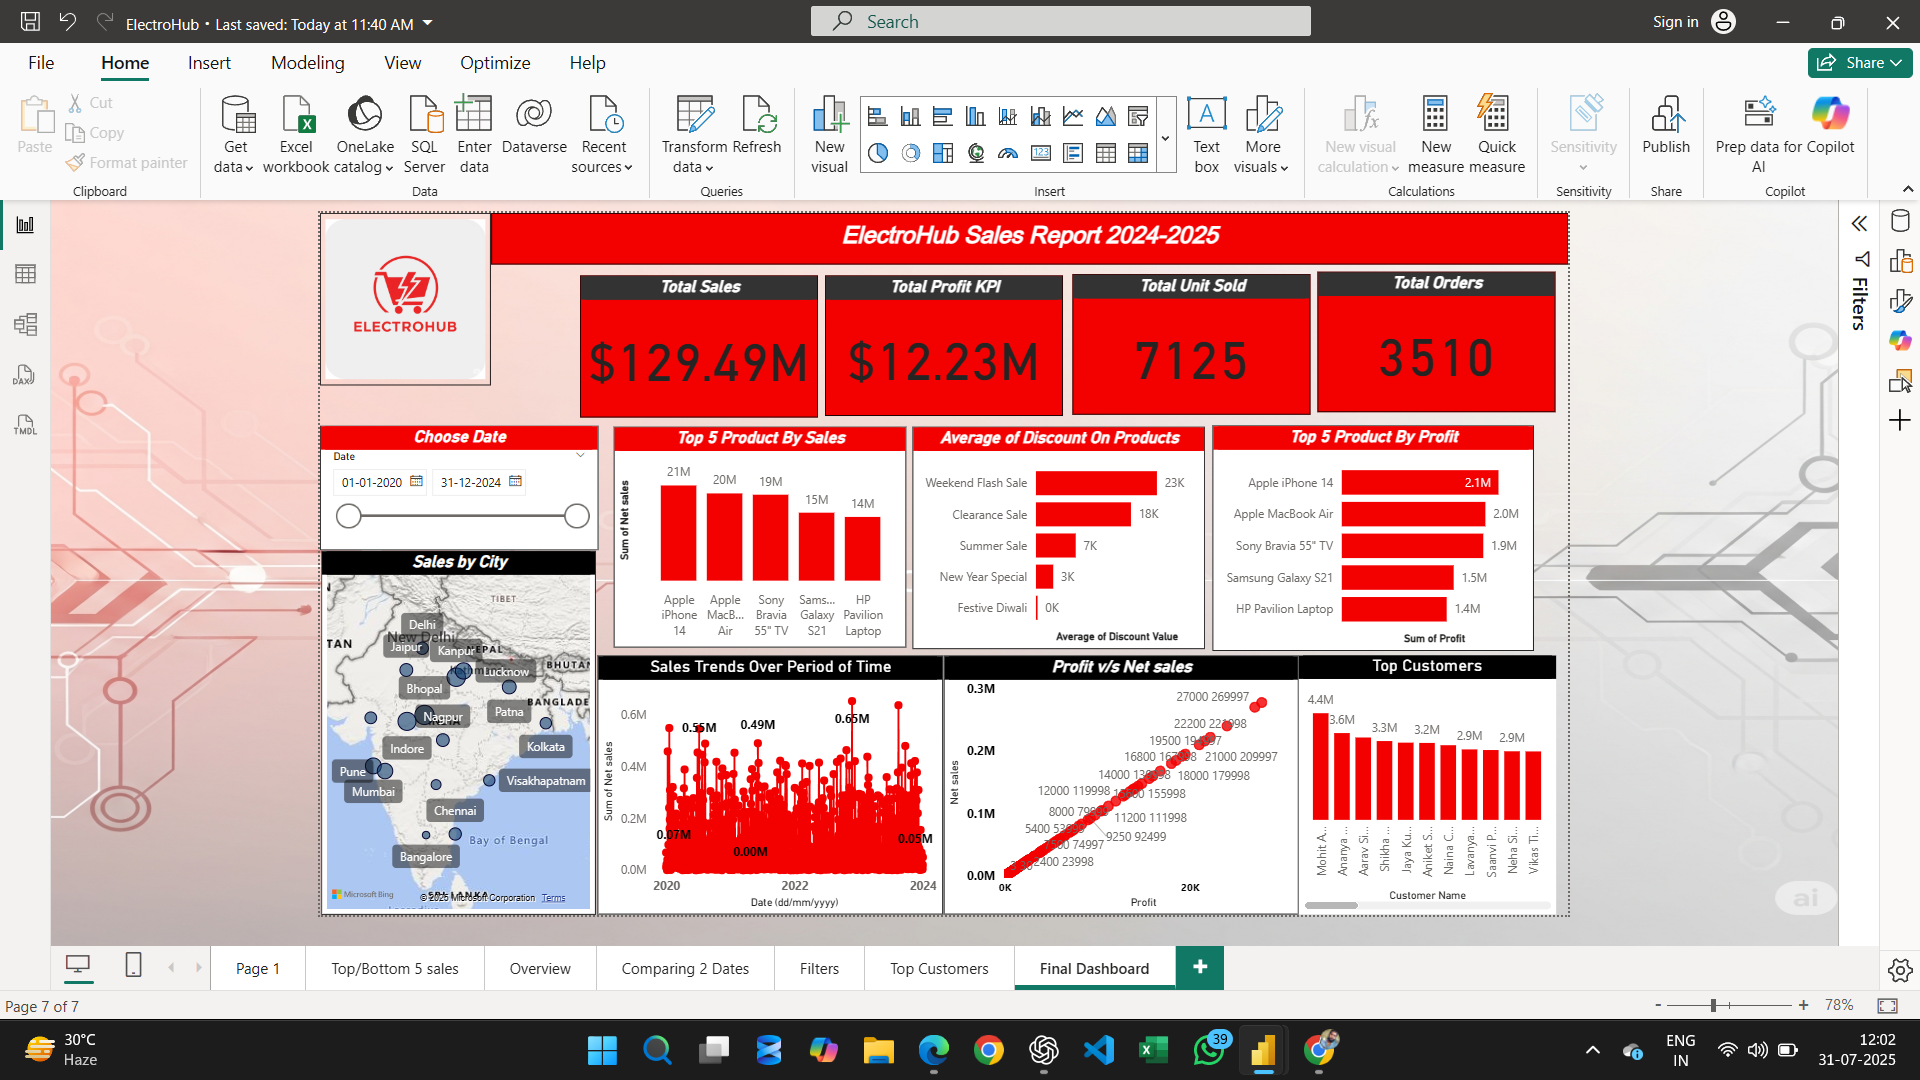 ElectroHub • Last saved: Today at 11:40 AM
Search
Sign in
File Home Insert Modeling View Optimize Help
Share
Paste
Cut
Copy
Format painter
Clipboard
Get data
Excel workbook
OneLake catalog
SQL Server
Enter data
Dataverse
Recent sources
Data
Transform data
Refresh
Queries
New visual
Text box
More visuals
Insert
New visual calculation
New measure
Quick measure
Calculations
Sensitivity
Sensitivity
Publish
Share
Prep data for AI
Copilot
Copilot
DAX
TMDL
Filters
ELECTROHUB
ElectroHub Sales Report 2024-2025
Total Sales
$129.49M
Total Profit KPI
$12.23M
Total Unit Sold
7125
Total Orders
3510
Choose Date
Date
01-01-2020
31-12-2024
Top 5 Product By Sales
Sum of Net sales
21M
20M
19M
15M
14M
Apple iPhone 14
Apple MacB... Air
Sony Bravia 55" TV
Sams... Galaxy S21
HP Pavilion Laptop
Average of Discount On Products
Weekend Flash Sale 23K
Clearance Sale 18K
Summer Sale 7K
New Year Special 3K
Festive Diwali 0K
Average of Discount Value
Top 5 Product By Profit
Apple iPhone 14 2.1M
Apple MacBook Air 2.0M
Sony Bravia 55" TV 1.9M
Samsung Galaxy S21 1.5M
HP Pavilion Laptop 1.4M
Sum of Profit
Sales by City
TIBET
Delhi
New Delhi
TAN
Jaipur
Kanpur
NEPAL
Lucknow
BHUTAN
Bhopal
BANGLADE
Nagpur
Patna
Indore
Kolkata
Pune
Mumbai
Visakhapatnam
Chennai
Bay of Bengal
Bangalore
Microsoft Bing
SRI LANKA
© 2025 Microsoft Corporation Terms
Sales Trends Over Period of Time
Sum of Net sales
0.6M
0.4M
0.2M
0.0M
0.55M
0.49M
0.65M
0.07M
0.00M
0.05M
2020
2022
2024
Date (dd/mm/yyyy)
Profit v/s Net sales
Net sales
0.3M
0.2M
0.1M
0.0M
27000 269997
22200 221998
21000 209997
18000 179998
12000 119998
11200 111998
9250 92499
2400 23998
0K
20K
Profit
Top Customers
4.4M
3.6M
3.3M
3.2M
2.9M
2.9M
Mohit A...
Ananya ...
Aarav Si...
Shikha ...
Jaya Ku...
Aniket S...
Naina C...
Lavanya...
Saanvi P...
Neha Si...
Vikas Ti...
Customer Name
ai
Page 1
Top/Bottom 5 sales
Overview
Comparing 2 Dates
Filters
Top Customers
Final Dashboard
Page 7 of 7
78%
30°C
Haze
39
ENG
IN
12:02
31-07-2025